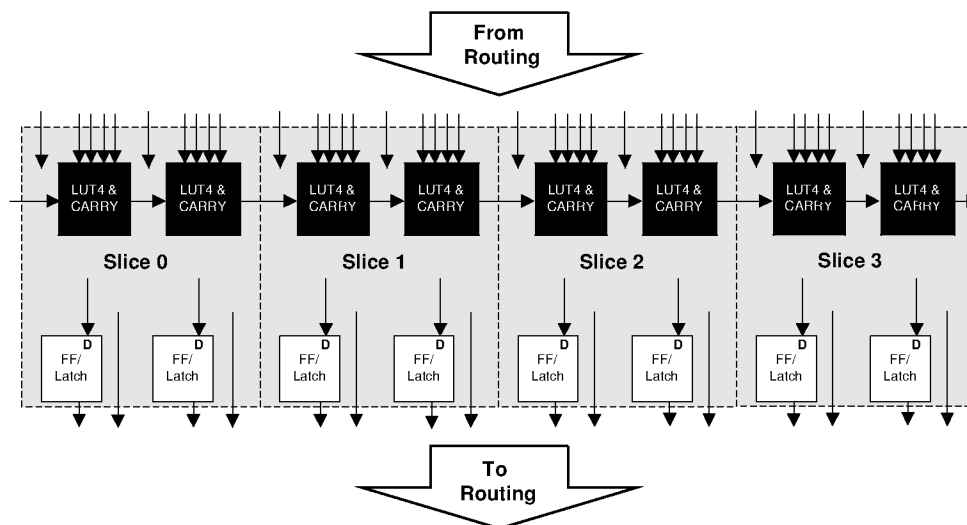 From
Routing
LUT4 &
CARRY
LUT4 &
CARRY
LUT4 &
CARRY
LUT4 &
CARRY
LUT4 &
CARRY
LUT4 &
CARRY
LUT4 &
CARRY
LUT4 &
CARRY
Slice 0
Slice 1
Slice 2
Slice 3
D
FF/
Latch
D
FF/
Latch
D
FF/
Latch
D
FF/
Latch
D
FF/
Latch
D
FF/
Latch
D
FF/
Latch
D
FF/
Latch
To
Routing